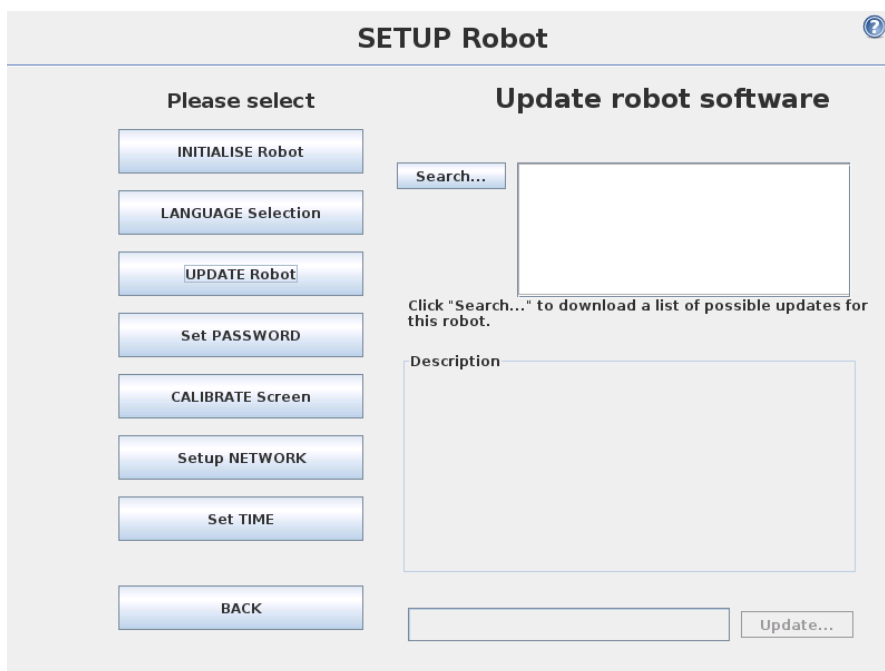 SETUP Robot
?
Please select
INITIALISE Robot
LANGUAGE Selection
UPDATE Robot
Set PASSWORD
CALIBRATE Screen
Setup NETWORK
Set TIME
BACK
Update robot software
Search...
Click "Search..." to download a list of possible updates for
this robot.
Description
Update...